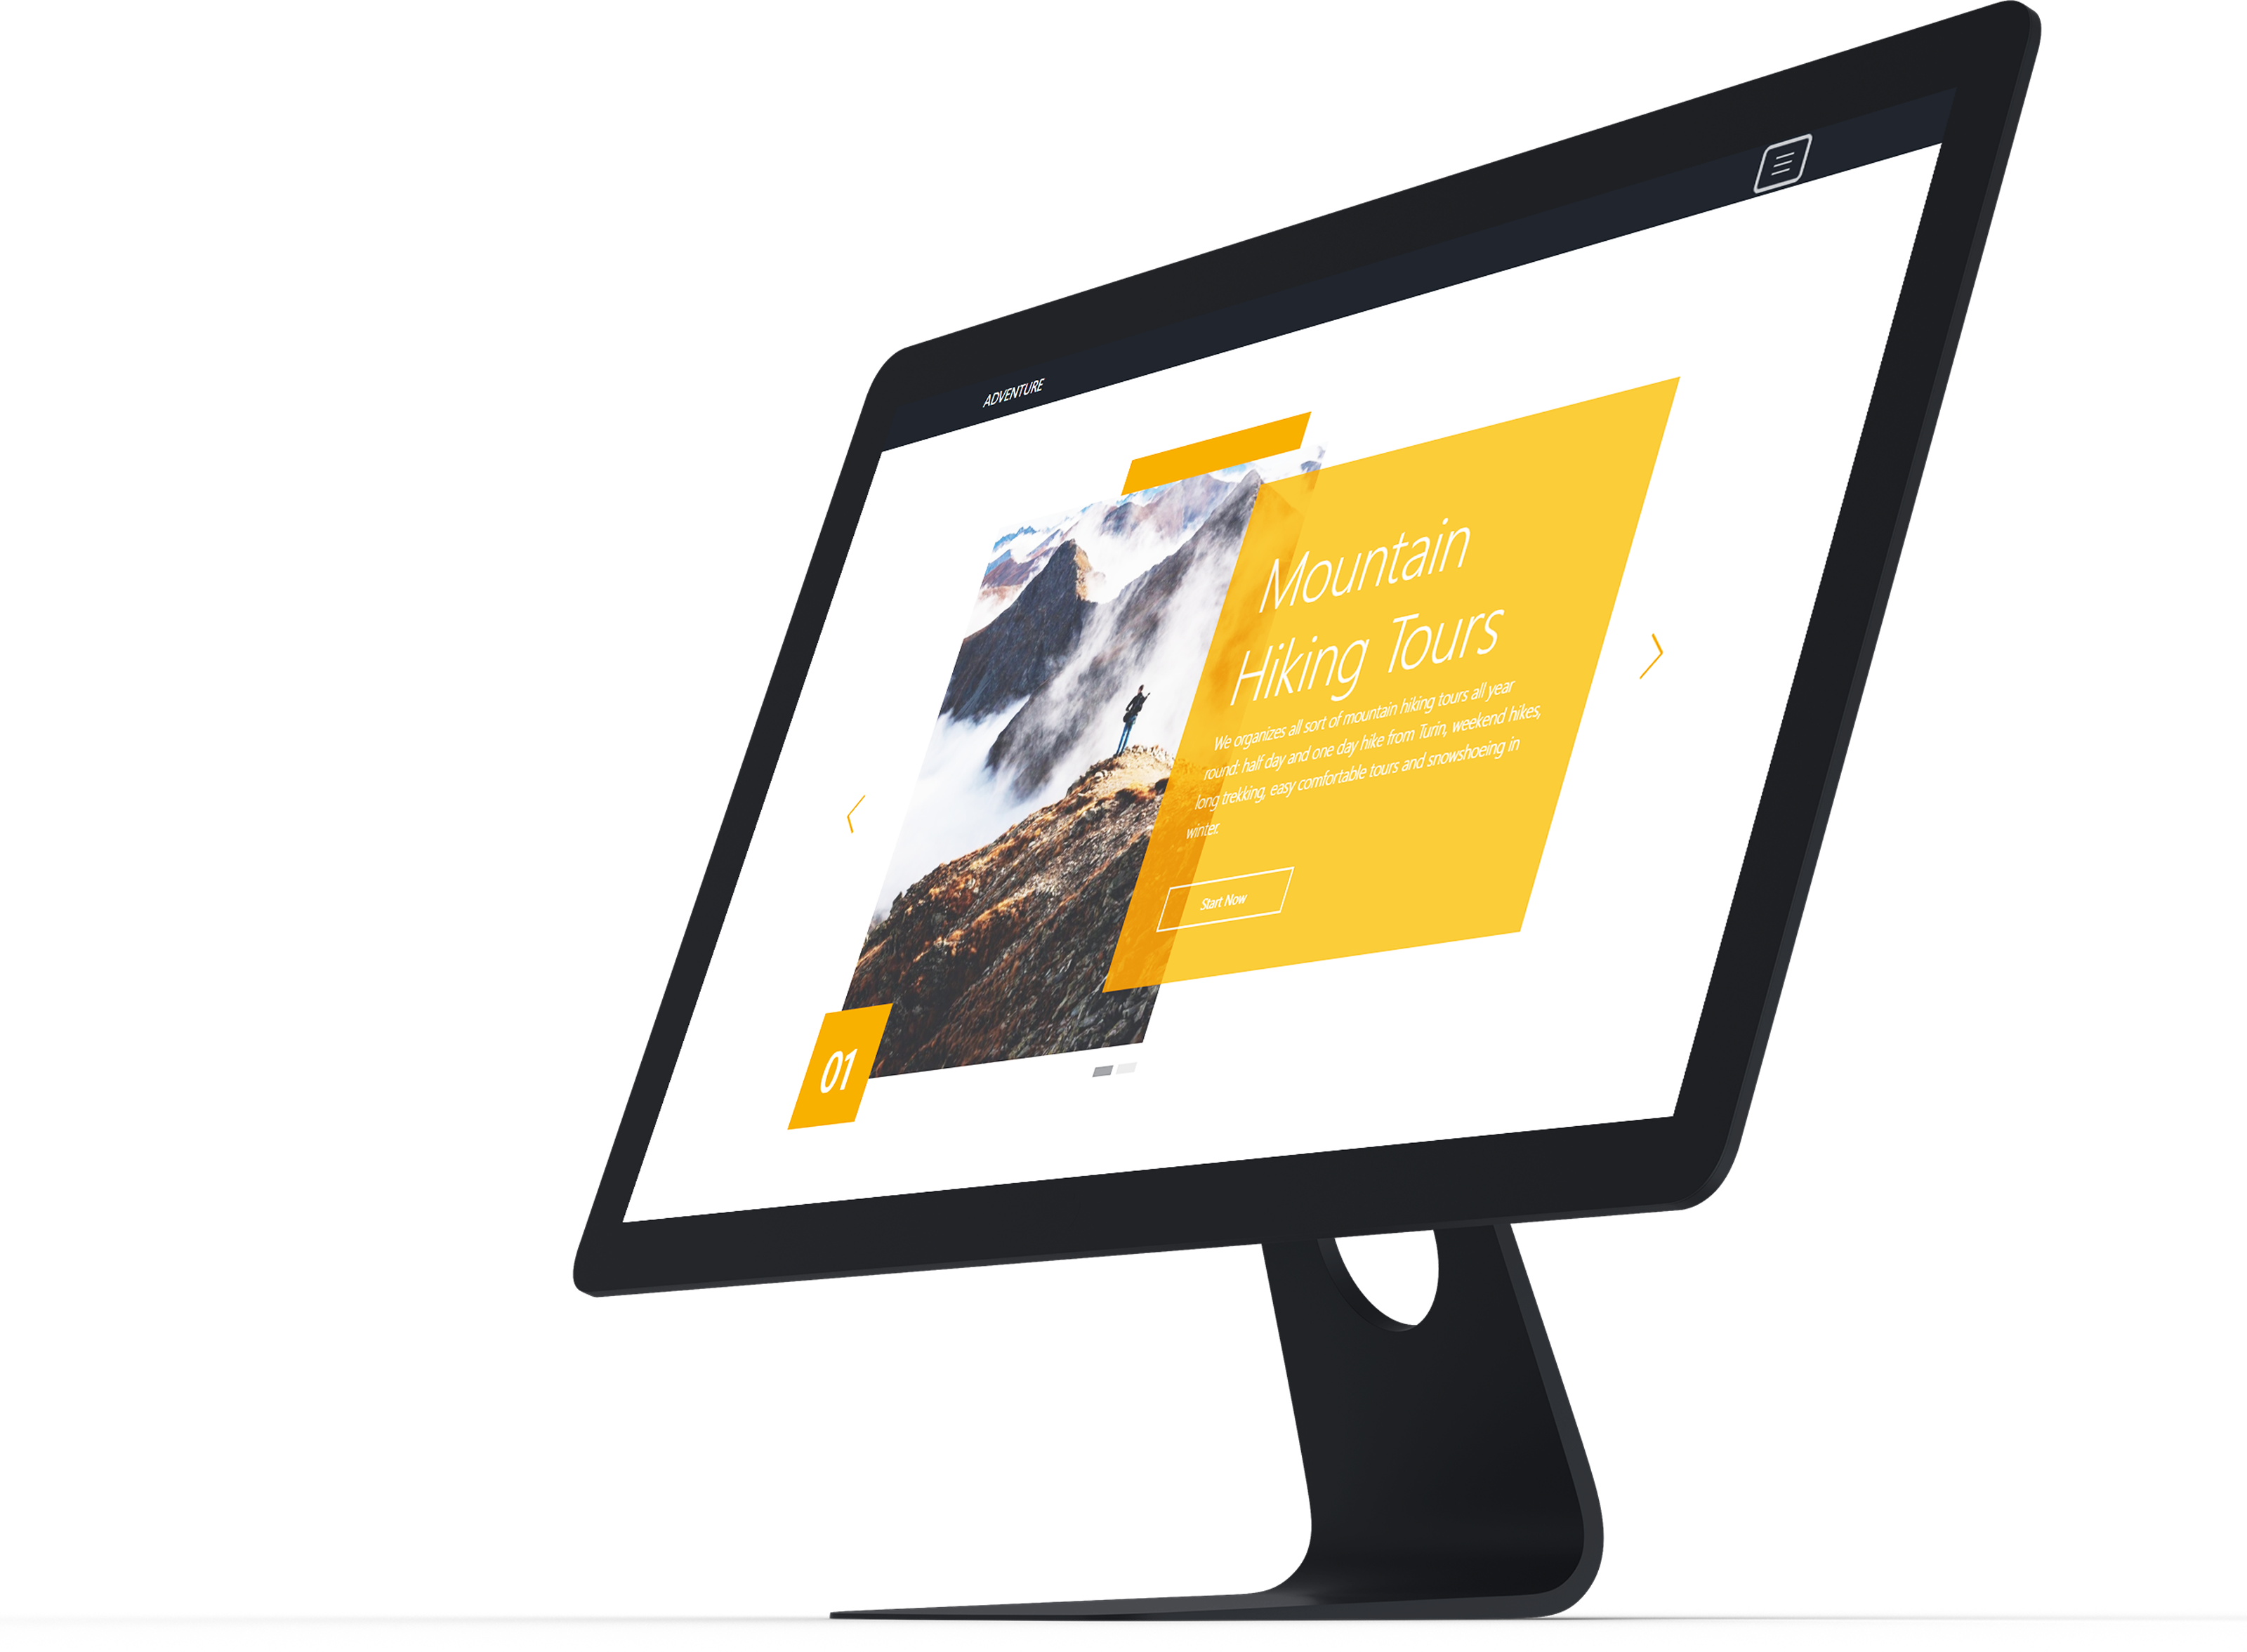 ADVENTURE
Mountain
Hiking Tours
We organizes all sort of mountain hiking tours all year
round: half day and one day hike from Turin, weekend hikes,
long trekking, easy comfortable tours and snowshoeing in
winter.
Start Now
01